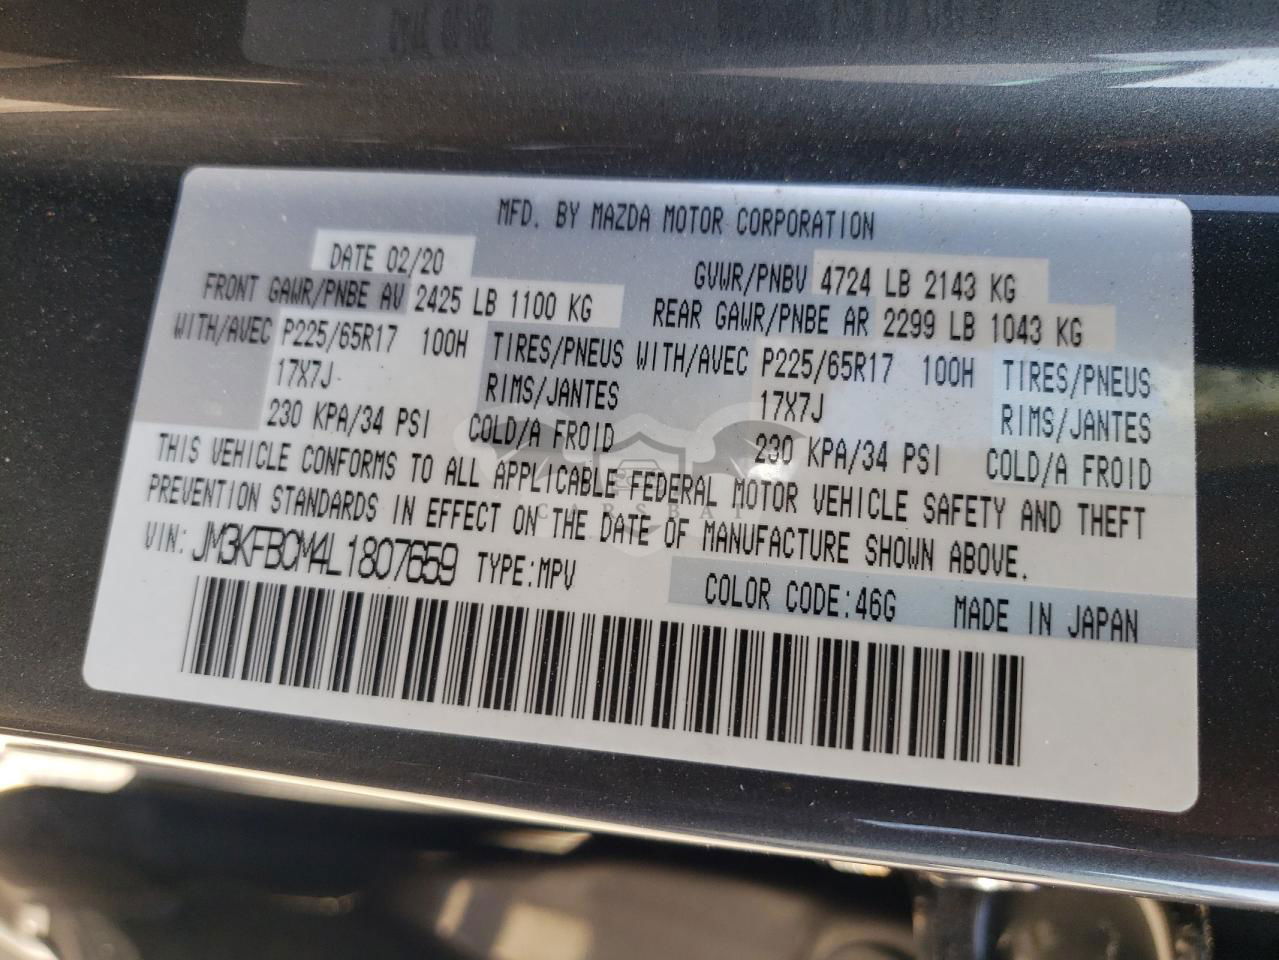 MFD. BY MAZDA MOTOR CORPORATION
DATE 02/20 GVWR/PNBV 4724 LB 2143 KG
FRONT GAWR/PNBE AV 2425 LB 1100 KG REAR GAWR/PNBE AR 2299 LB 1043 KG
WITH/AVEC P225/65R17 100H TIRES/PNEUS WITH/AVEC P225/65R17 100H TIRES/PNEUS
17X7J RIMS/JANTES 17X7J RIMS/JANTES
230 KPA/34 PSI COLD/A FROID 230 KPA/34 PSI COLD/A FROID
THIS VEHICLE CONFORMS TO ALL APPLICABLE FEDERAL MOTOR VEHICLE SAFETY AND THEFT
PREVENTION STANDARDS IN EFFECT ON THE DATE OF MANUFACTURE SHOWN ABOVE.
CARSBAT
VIN: JM3KFBCM4L1807659 TYPE:MPV COLOR CODE:46G MADE IN JAPAN